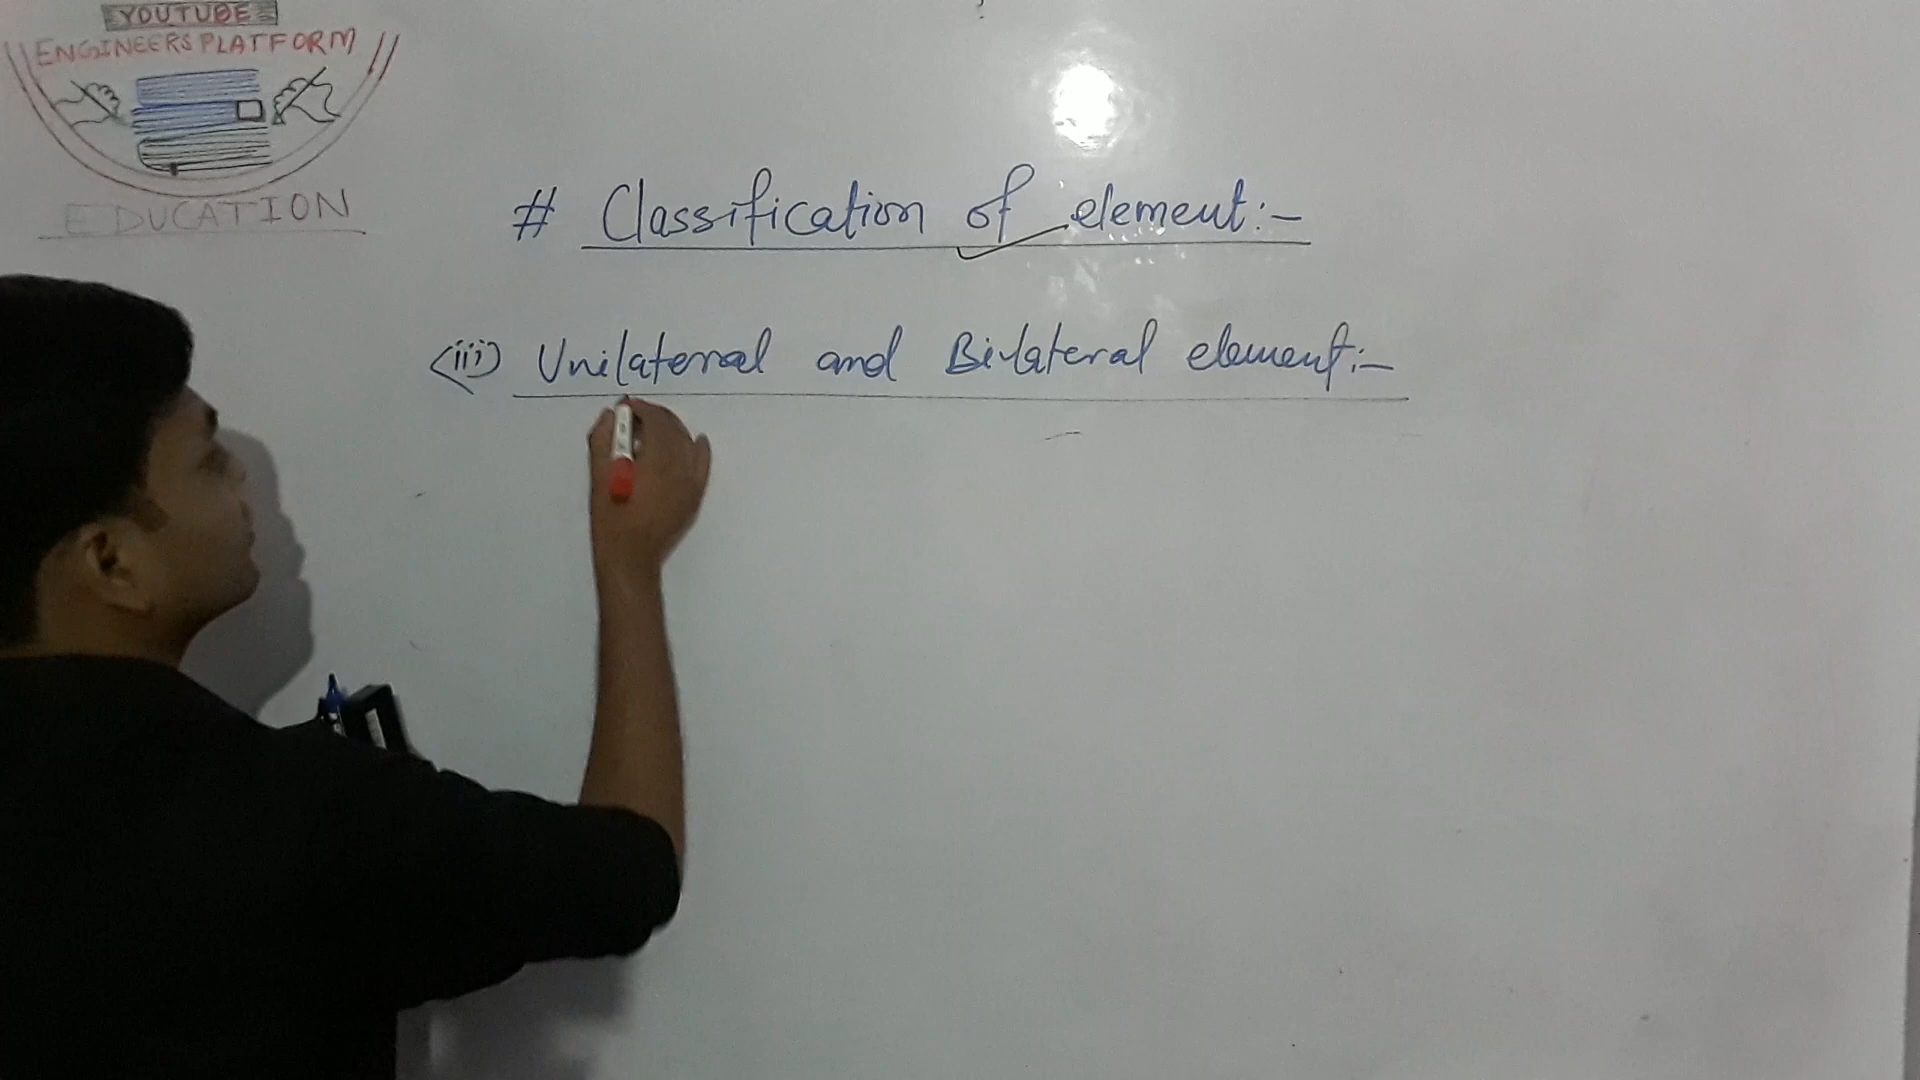 YOUTUBE
ENGINEERS PLATFORM
EDUCATION
# Classification of element:-
(iii) Unilateral and Bilateral element:-